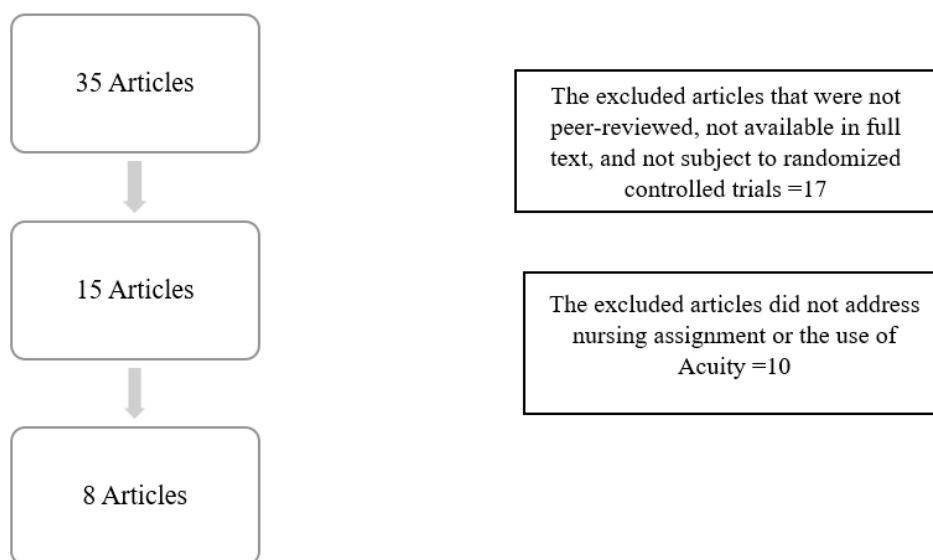 35 Articles
The excluded articles that were not
peer-reviewed, not available in full
text, and not subject to randomized
controlled trials =17
15 Articles
The excluded articles did not address
nursing assignment or the use of
Acuity =10
8 Articles